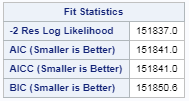 Fit Statistics
-2 Res Log Likelihood 151837.0
AIC (Smaller is Better) 151841.0
AICC (Smaller is Better) 151841.0
BIC (Smaller is Better) 151850.6